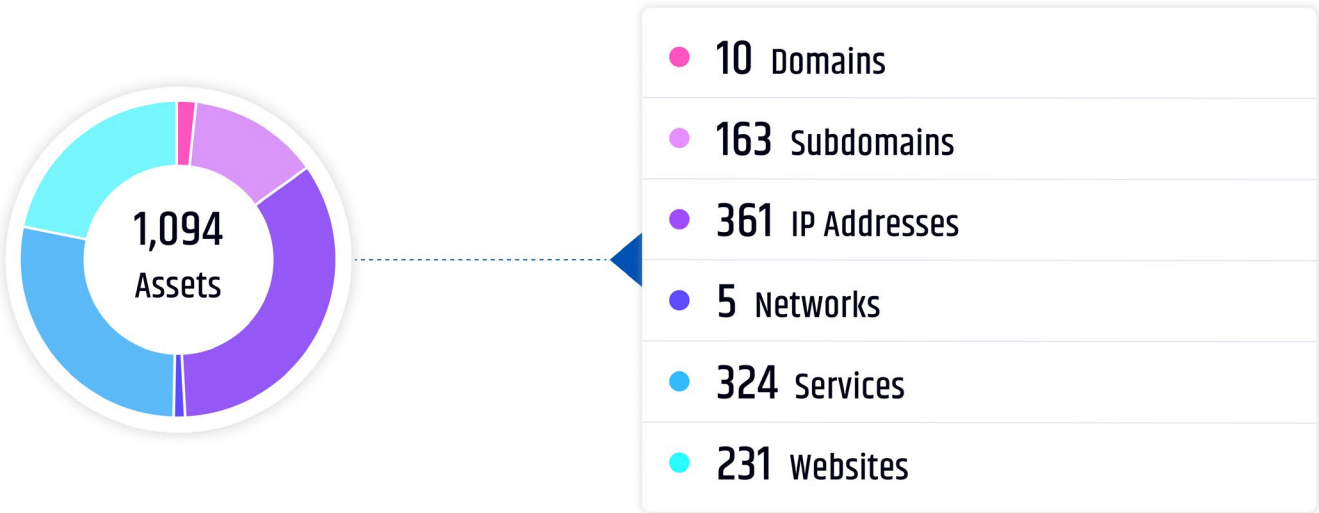 1,094
Assets
10 Domains
163 Subdomains
361 IP Addresses
5 Networks
324 Services
231 Websites